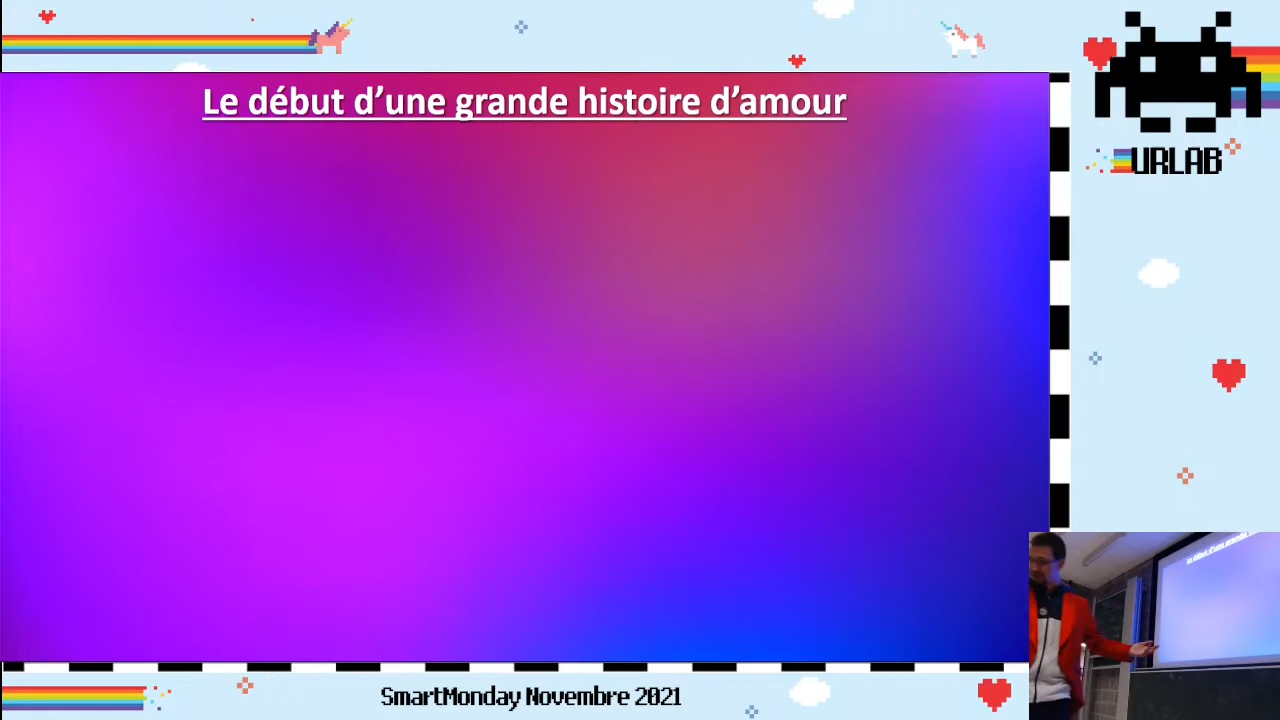 Le début d’une grande histoire d’amour
URLAB
SmartMonday Novembre 2021